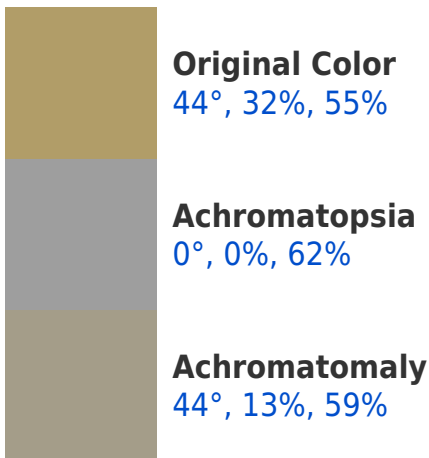 Original Color
44°, 32%, 55%
Achromatopsia
0°, 0%, 62%
Achromatomaly
44°, 13%, 59%